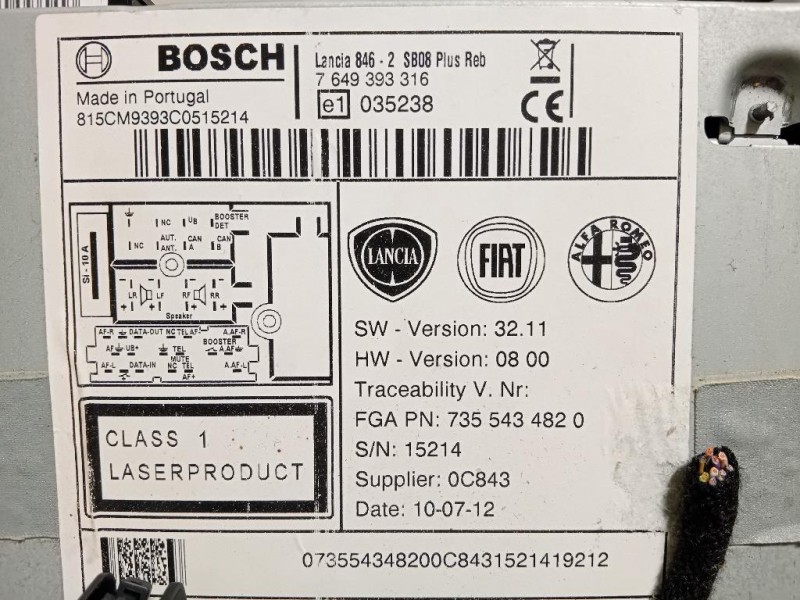 BOSCH
Lancia 846 - 2 SB08 Plus Reb
7 649 393 316
Made in Portugal
e1 035238
CE
815CM9393C0515214
Si - 10 A
NC UB BOOSTER DET
NC AUT. ANT. CAN A CAN B
LR LF RF RR
Speaker
AF-R DATA-OUT NC TEL AF- A.AF-R
AF UB+ TEL MUTE BOOSTER A.AF
AF-L DATA-IN NC TEL AF+ A.AF-L
LANCIA
FIAT
ALFA ROMEO
SW - Version: 32.11
HW - Version: 08 00
Traceability V. Nr:
FGA PN: 735 543 482 0
S/N: 15214
Supplier: 0C843
Date: 10-07-12
CLASS 1
LASERPRODUCT
073554348200C8431521419212